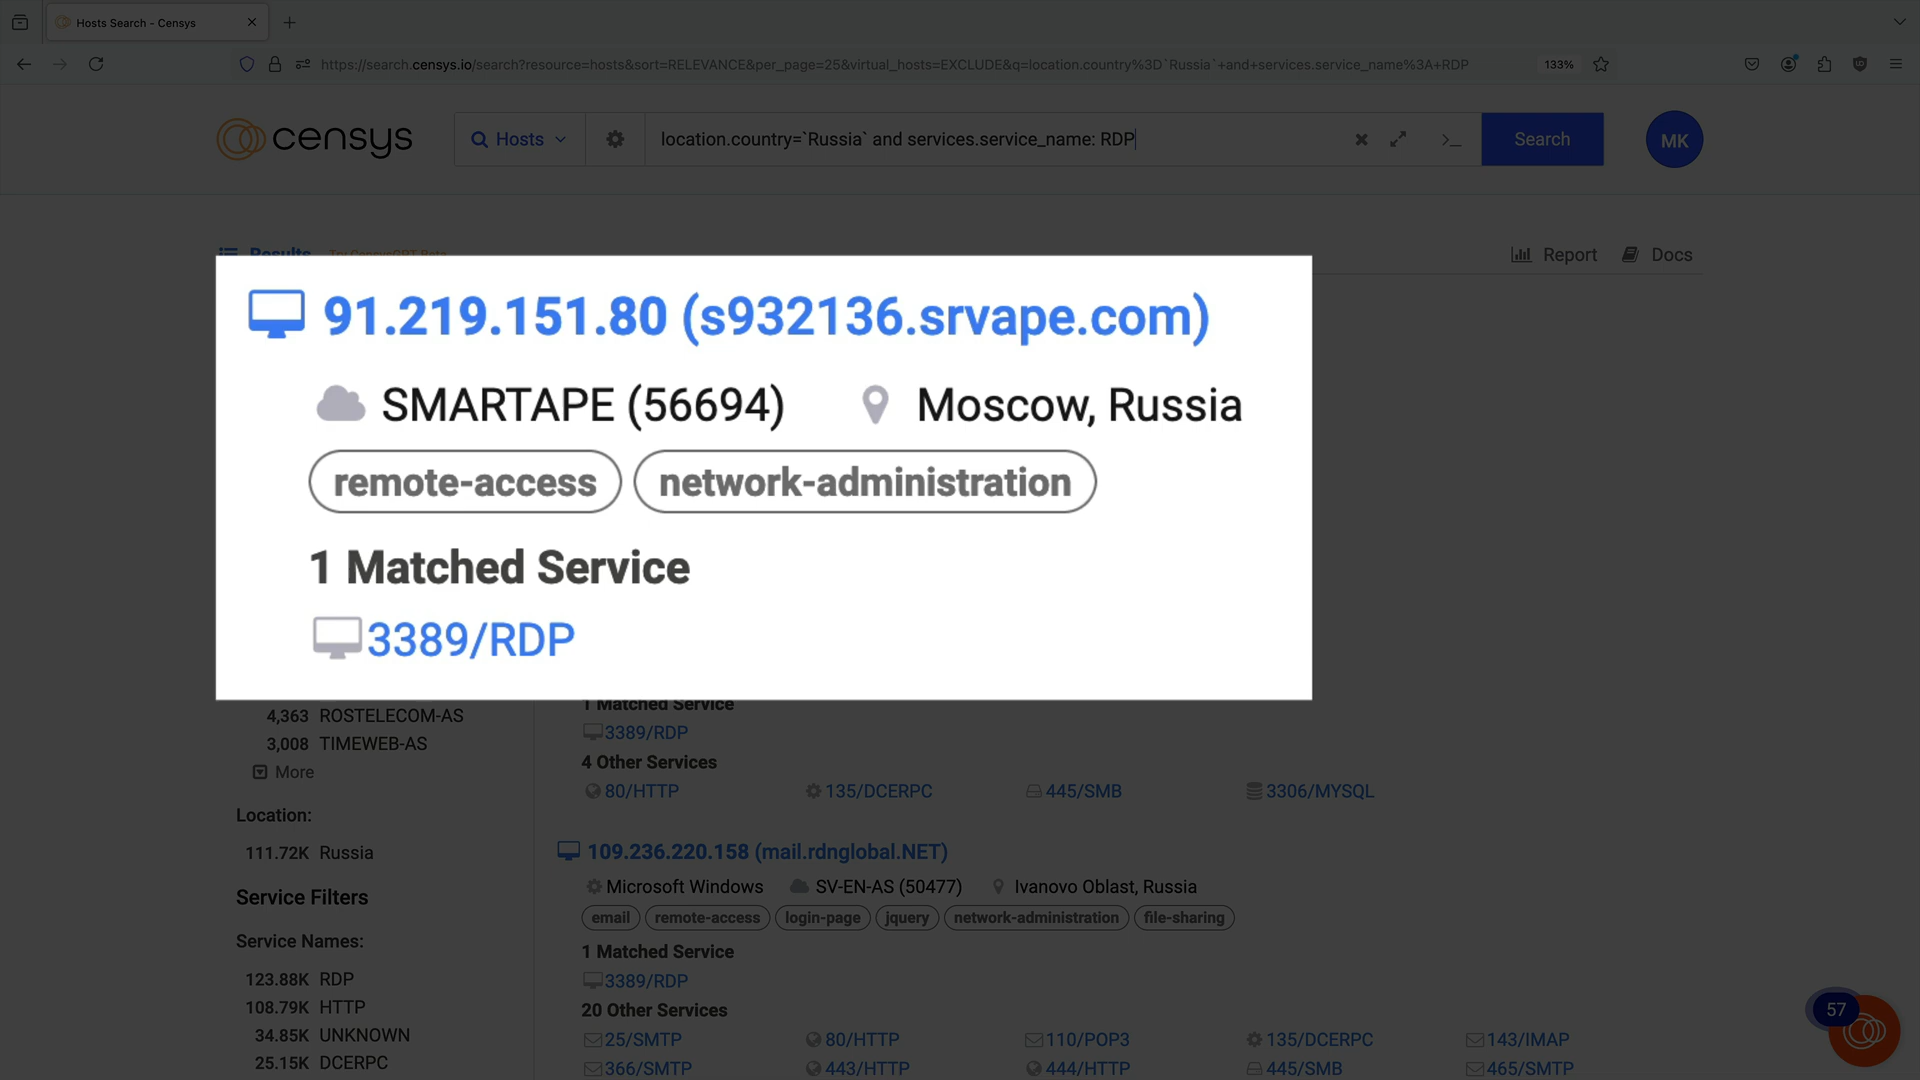 Hosts Search - Censys
https://search.censys.io/search?resource=hosts&sort=RELEVANCE&per_page=25&virtual_hosts=EXCLUDE&q=location.country%3D`Russia`+and+services.service_name%3A+RDP
133%
censys
Hosts
location.country=`Russia` and services.service_name: RDP
>_
Search
MK
Results
Try CensysGPT Beta
Report
Docs
91.219.151.80 (s932136.srvape.com)
SMARTAPE (56694) Moscow, Russia
remote-access network-administration
1 Matched Service
3389/RDP
4,363 ROSTELECOM-AS
3,008 TIMEWEB-AS
More
Location:
111.72K Russia
Service Filters
Service Names:
123.88K RDP
108.79K HTTP
34.85K UNKNOWN
25.15K DCERPC
1 Matched Service
3389/RDP
4 Other Services
80/HTTP 135/DCERPC 445/SMB 3306/MYSQL
109.236.220.158 (mail.rdnglobal.NET)
Microsoft Windows SV-EN-AS (50477) Ivanovo Oblast, Russia
email remote-access login-page jquery network-administration file-sharing
1 Matched Service
3389/RDP
20 Other Services
25/SMTP 80/HTTP 110/POP3 135/DCERPC 143/IMAP
366/SMTP 443/HTTP 444/HTTP 445/SMB 465/SMTP
57